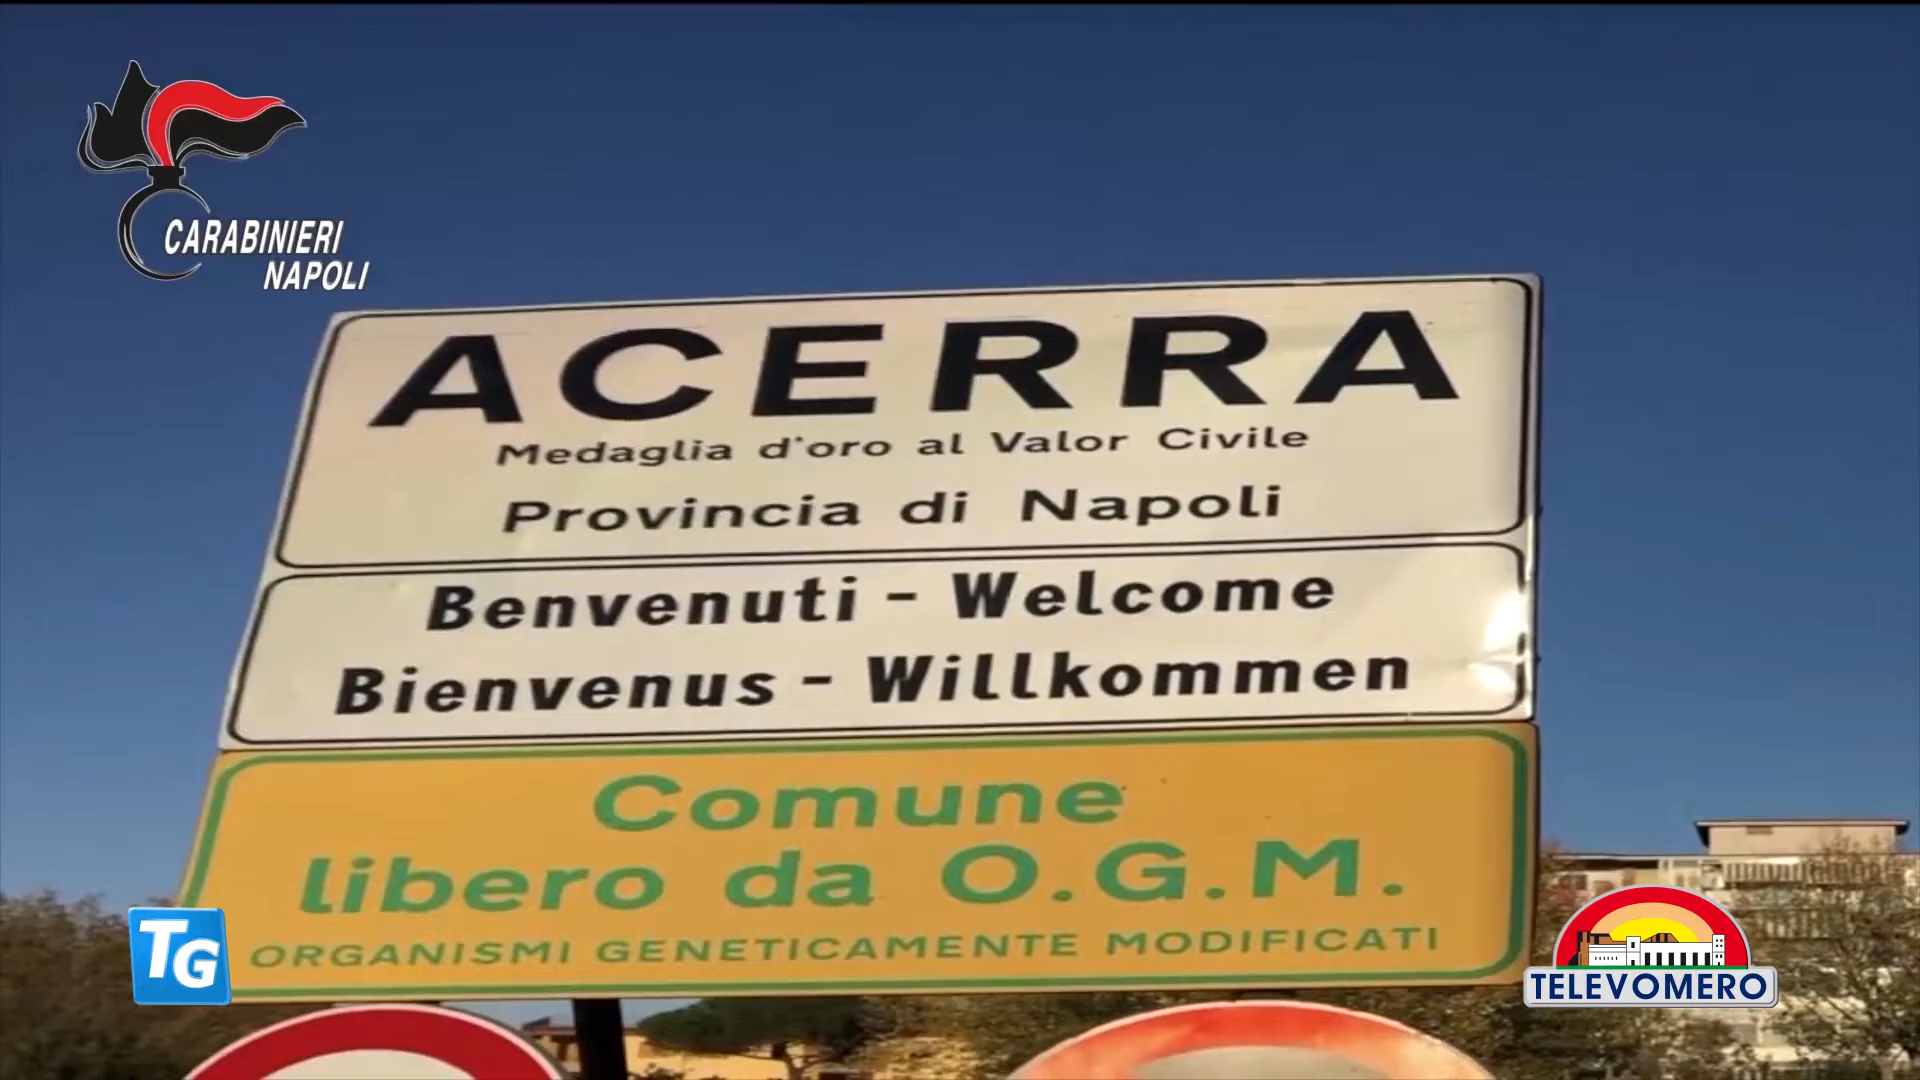 CARABINIERI
NAPOLI
ACERRA
Medaglia d'oro al Valor Civile
Provincia di Napoli
Benvenuti - Welcome
Bienvenus - Willkommen
Comune
libero da O.G.M.
ORGANISMI GENETICAMENTE MODIFICATI
TG
TELEVOMERO